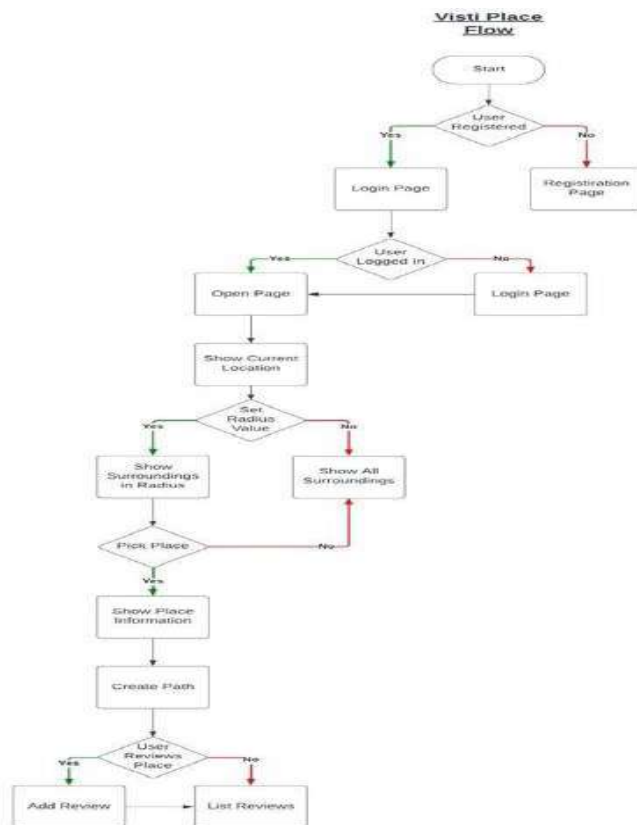 Visti Place
Flow
Start
User
Registered
Yes
No
Login Page
Registiration
Page
User
Logged in
Yes
No
Open Page
Login Page
Show Current
Location
Set
Radius
Value
Yes
No
Show
Surroundings
in Radius
Show All
Surroundings
Pick Place
No
Yes
Show Place
Information
Create Path
User
Reviews
Place
Yes
No
Add Review
List Reviews